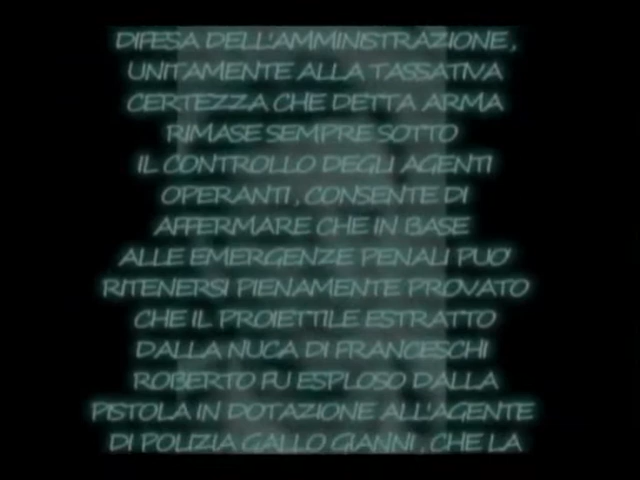 DIFESA DELL'AMMINISTRAZIONE,
UNITAMENTE ALLA TASSATIVA
CERTEZZA CHE DETTA ARMA
RIMASE SEMPRE SOTTO
IL CONTROLLO DEGLI AGENTI
OPERANTI, CONSENTE DI
AFFERMARE CHE IN BASE
ALLE EMERGENZE PENALI PUO'
RITENERSI PIENAMENTE PROVATO
CHE IL PROIETTILE ESTRATTO
DALLA NUCA DI FRANCESCHI
ROBERTO FU ESPLOSO DALLA
PISTOLA IN DOTAZIONE ALL'AGENTE
DI POLIZIA GALLO GIANNI, CHE LA